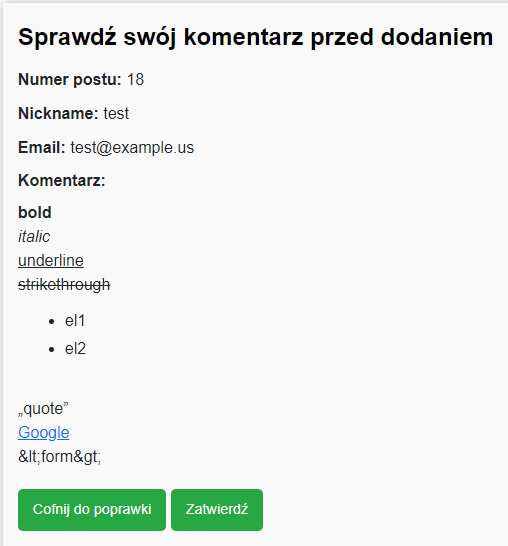 Sprawdź swój komentarz przed dodaniem
Numer postu: 18
Nickname: test
Email: test@example.us
Komentarz:
bold
italic
underline
strikethrough
• el1
• el2
„quote”
Google
&lt;form&gt;
Cofnij do poprawki Zatwierdź